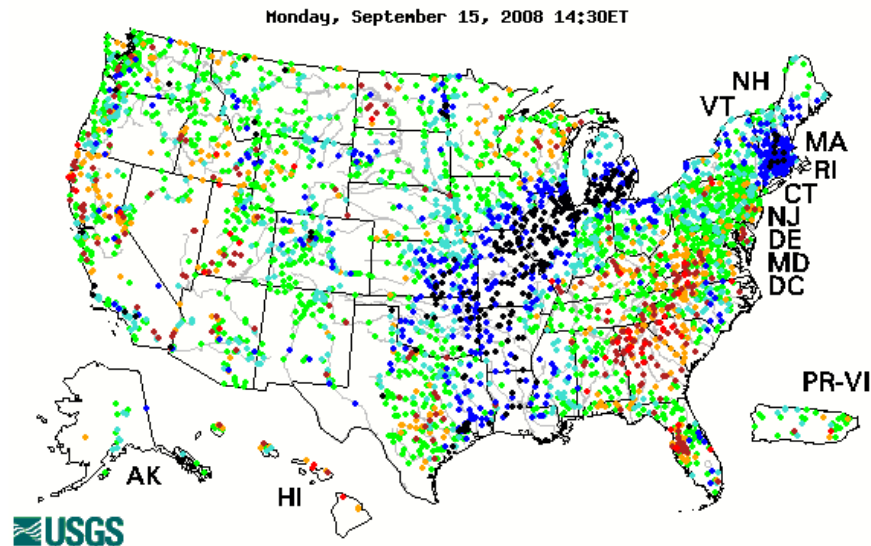 Monday, September 15, 2008 14:30ET
NH
VT
MA
RI
CT
NJ
DE
MD
DC
PR-VI
AK
HI
USGS